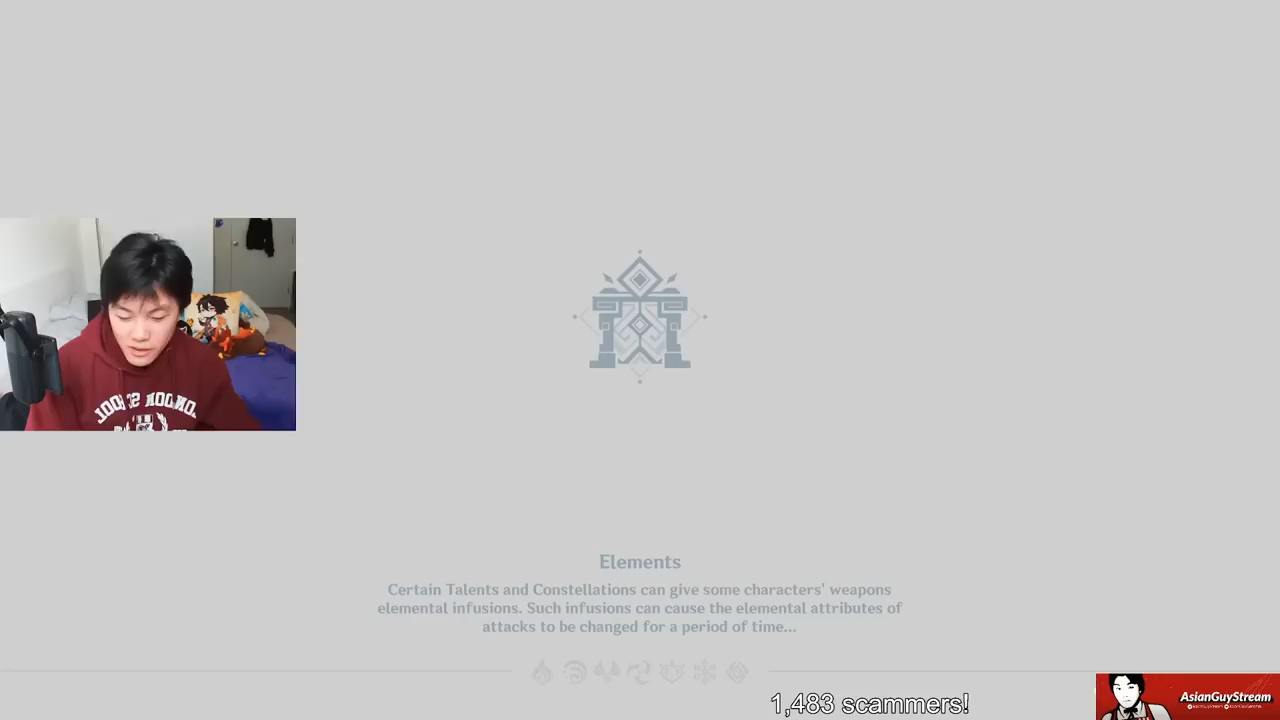 Elements
Certain Talents and Constellations can give some characters' weapons
elemental infusions. Such infusions can cause the elemental attributes of
attacks to be changed for a period of time...
1,483 scammers!
AsianGuyStream